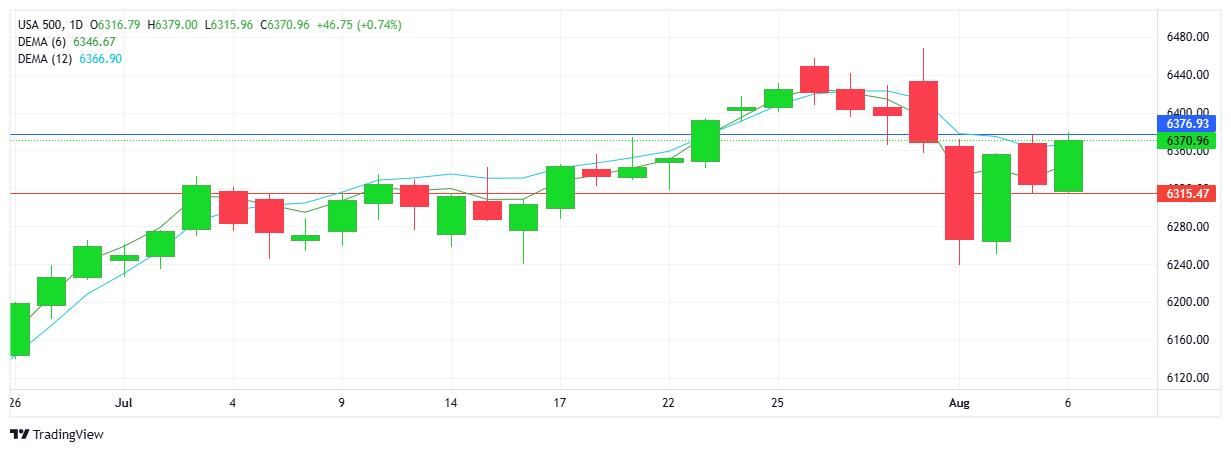 USA 500, 1D O6316.79 H6379.00 L6315.96 C6370.96 +46.75 (+0.74%)
DEMA (6) 6346.67
DEMA (12) 6366.90
6480.00
6440.00
6400.00
6376.93
6370.96
6360.00
6315.47
6280.00
6240.00
6200.00
6160.00
6120.00
26 Jul 4 9 14 17 22 25 Aug 6
TradingView